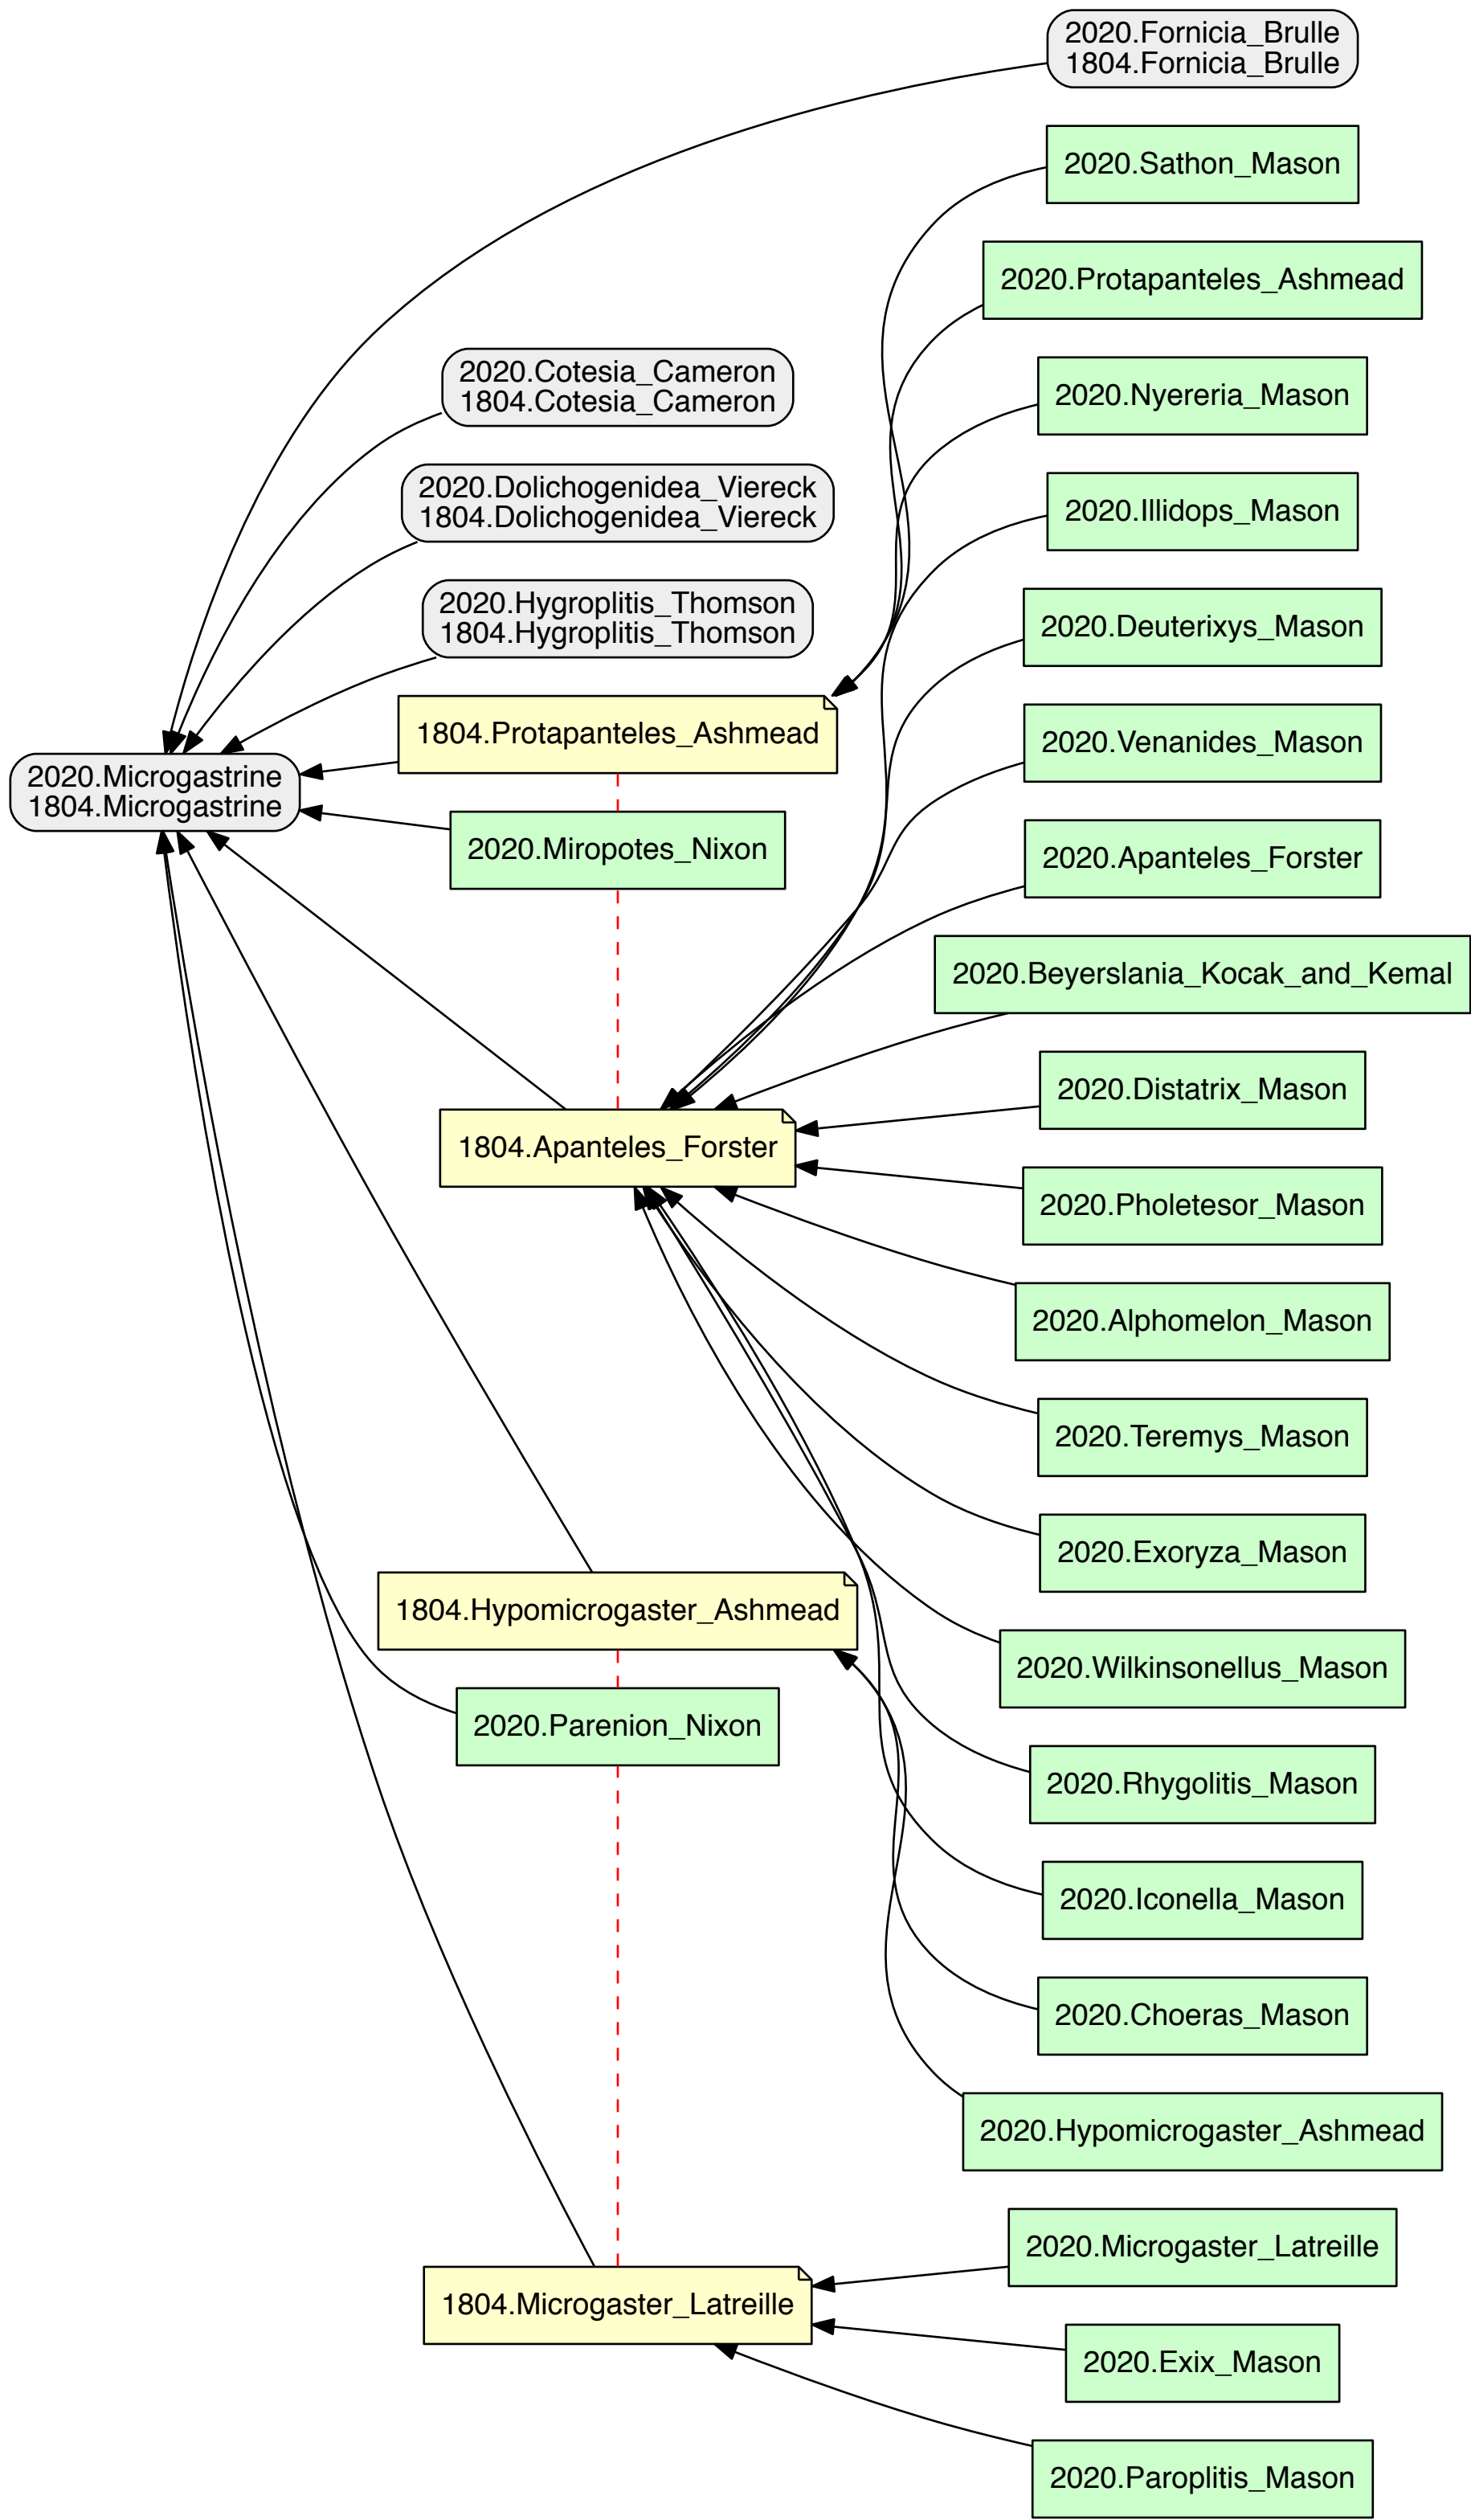 2020.Fornicia_Brulle
1804.Fornicia_Brulle
2020.Sathon_Mason
2020.Protapanteles_Ashmead
2020.Cotesia_Cameron
1804.Cotesia_Cameron
2020.Nyereria_Mason
2020.Dolichogenidea_Viereck
1804.Dolichogenidea_Viereck
2020.Illidops_Mason
2020.Hygroplitis_Thomson
1804.Hygroplitis_Thomson
2020.Deuterixys_Mason
1804.Protapanteles_Ashmead
2020.Venanides_Mason
2020.Microgastrine
1804.Microgastrine
2020.Miropotes_Nixon
2020.Apanteles_Forster
2020.Beyerslania_Kocak_and_Kemal
2020.Distatrix_Mason
1804.Apanteles_Forster
2020.Pholetesor_Mason
2020.Alphomelon_Mason
2020.Teremys_Mason
2020.Exoryza_Mason
1804.Hypomicrogaster_Ashmead
2020.Wilkinsonellus_Mason
2020.Parenion_Nixon
2020.Rhygolitis_Mason
2020.Iconella_Mason
2020.Choeras_Mason
2020.Hypomicrogaster_Ashmead
2020.Microgaster_Latreille
1804.Microgaster_Latreille
2020.Exix_Mason
2020.Paroplitis_Mason